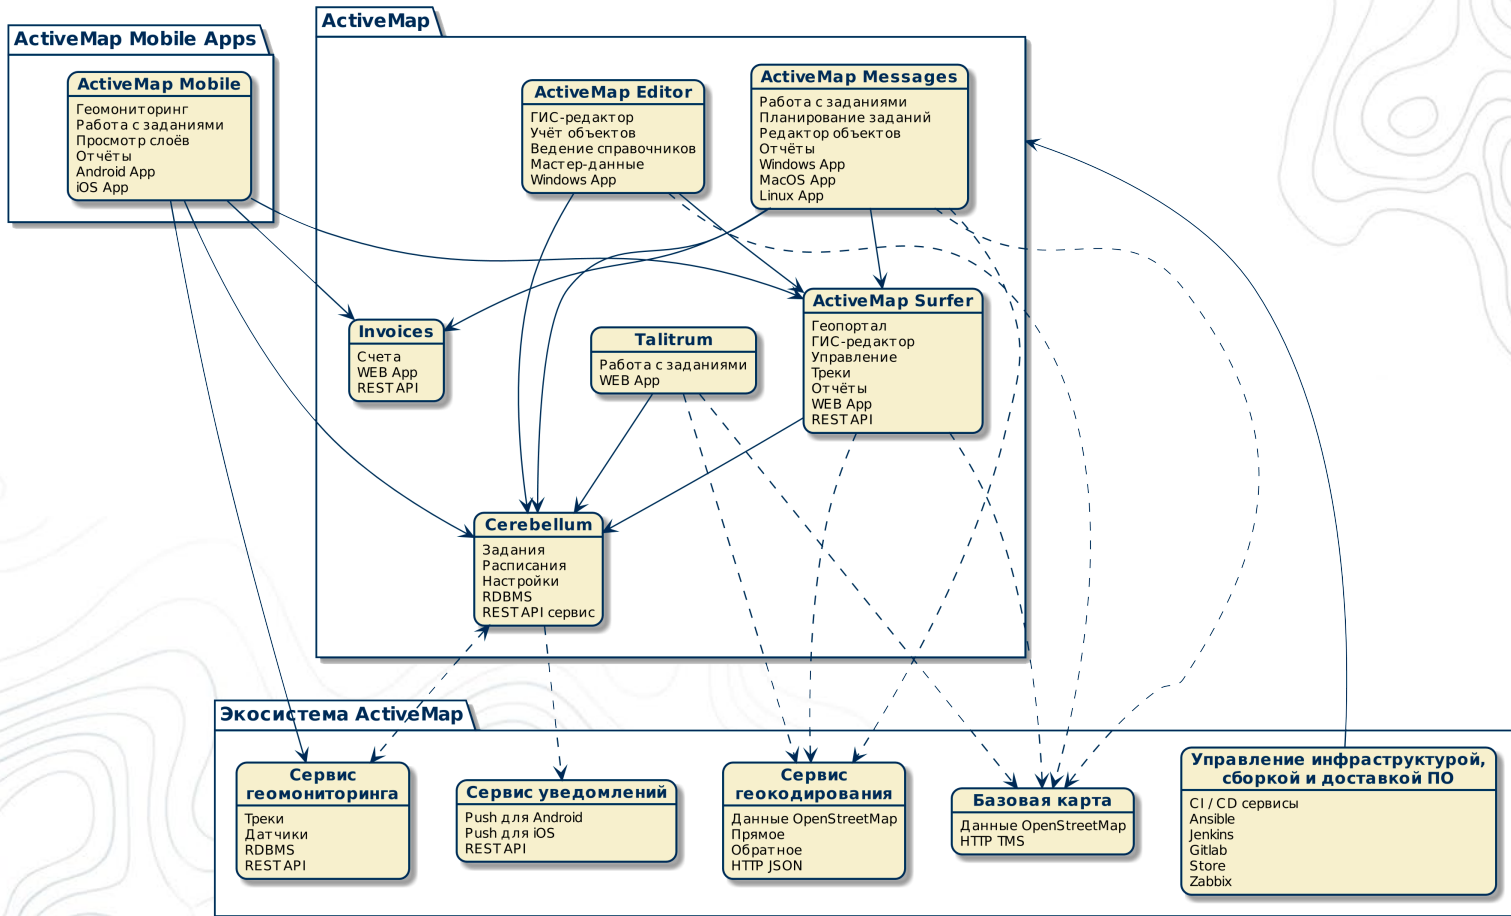 ActiveMap Mobile Apps
ActiveMap Mobile
Геомониторинг
Работа с заданиями
Просмотр слоёв
Отчёты
Android App
iOS App
ActiveMap
ActiveMap Editor
ГИС-редактор
Учёт объектов
Ведение справочников
Мастер-данные
Windows App
ActiveMap Messages
Работа с заданиями
Планирование заданий
Редактор объектов
Отчёты
Windows App
MacOS App
Linux App
Invoices
Счета
WEB App
REST API
Talitrum
Работа с заданиями
WEB App
ActiveMap Surfer
Геопортал
ГИС-редактор
Управление
Треки
Отчёты
WEB App
REST API
Cerebellum
Задания
Расписания
Настройки
RDBMS
REST API сервис
Экосистема ActiveMap
Сервис
геомониторинга
Треки
Датчики
RDBMS
REST API
Сервис уведомлений
Push для Android
Push для iOS
REST API
Сервис
геокодирования
Данные OpenStreetMap
Прямое
Обратное
HTTP JSON
Базовая карта
Данные OpenStreetMap
HTTP TMS
Управление инфраструктурой,
сборкой и доставкой ПО
CI / CD сервисы
Ansible
Jenkins
Gitlab
Store
Zabbix